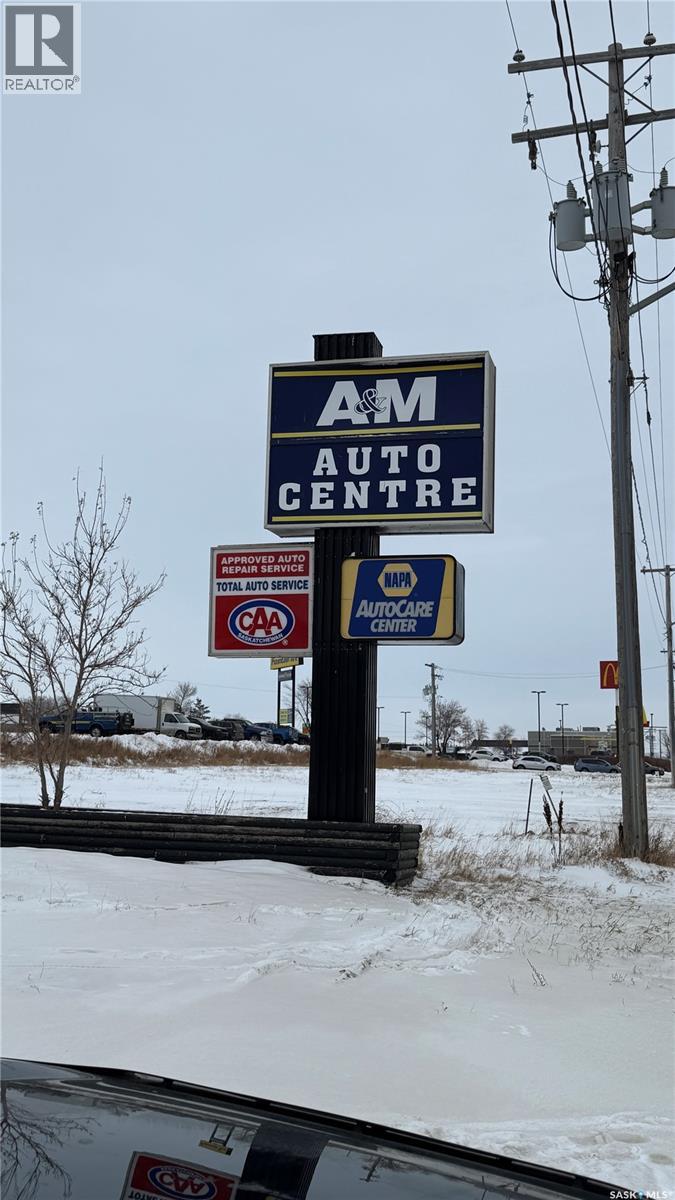 R
REALTOR®
A&M
AUTO
CENTRE
APPROVED AUTO
REPAIR SERVICE
TOTAL AUTO SERVICE
CAA
SASKATCHEWAN
NAPA
AUTOCARE
CENTER
SASK MLS®